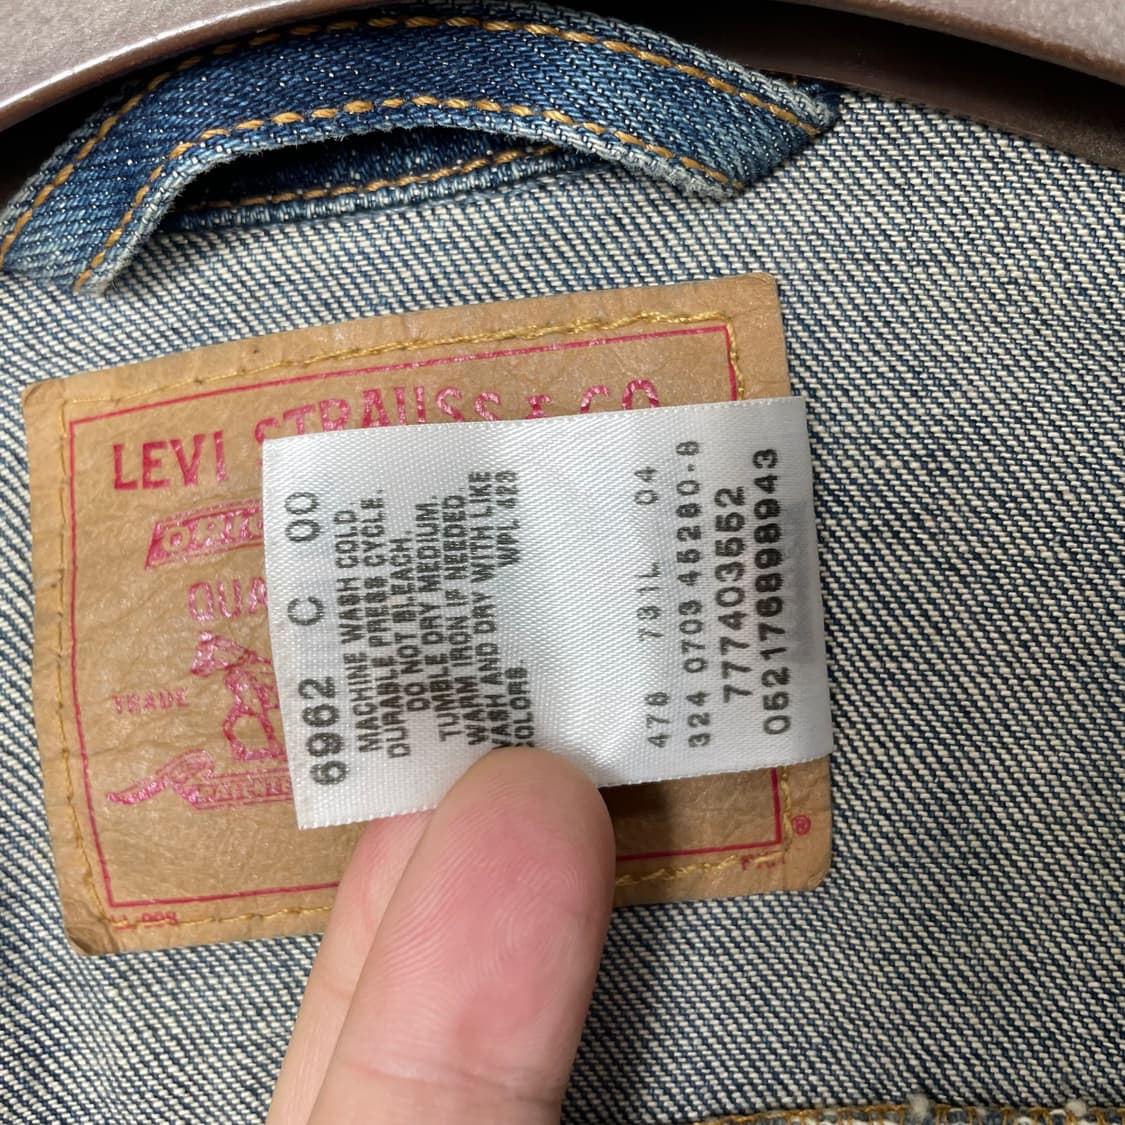 LEVI STRAUSS & CO
QUA
TRADE
6962 C 00
MACHINE WASH COLD.
DURABLE PRESS CYCLE.
DO NOT BLEACH.
TUMBLE DRY MEDIUM.
WARM IRON IF NEEDED.
WASH AND DRY WITH LIKE
COLORS. WPL 423
476 731L 04
324 0703 45280-8
7777403552
052176898943
®